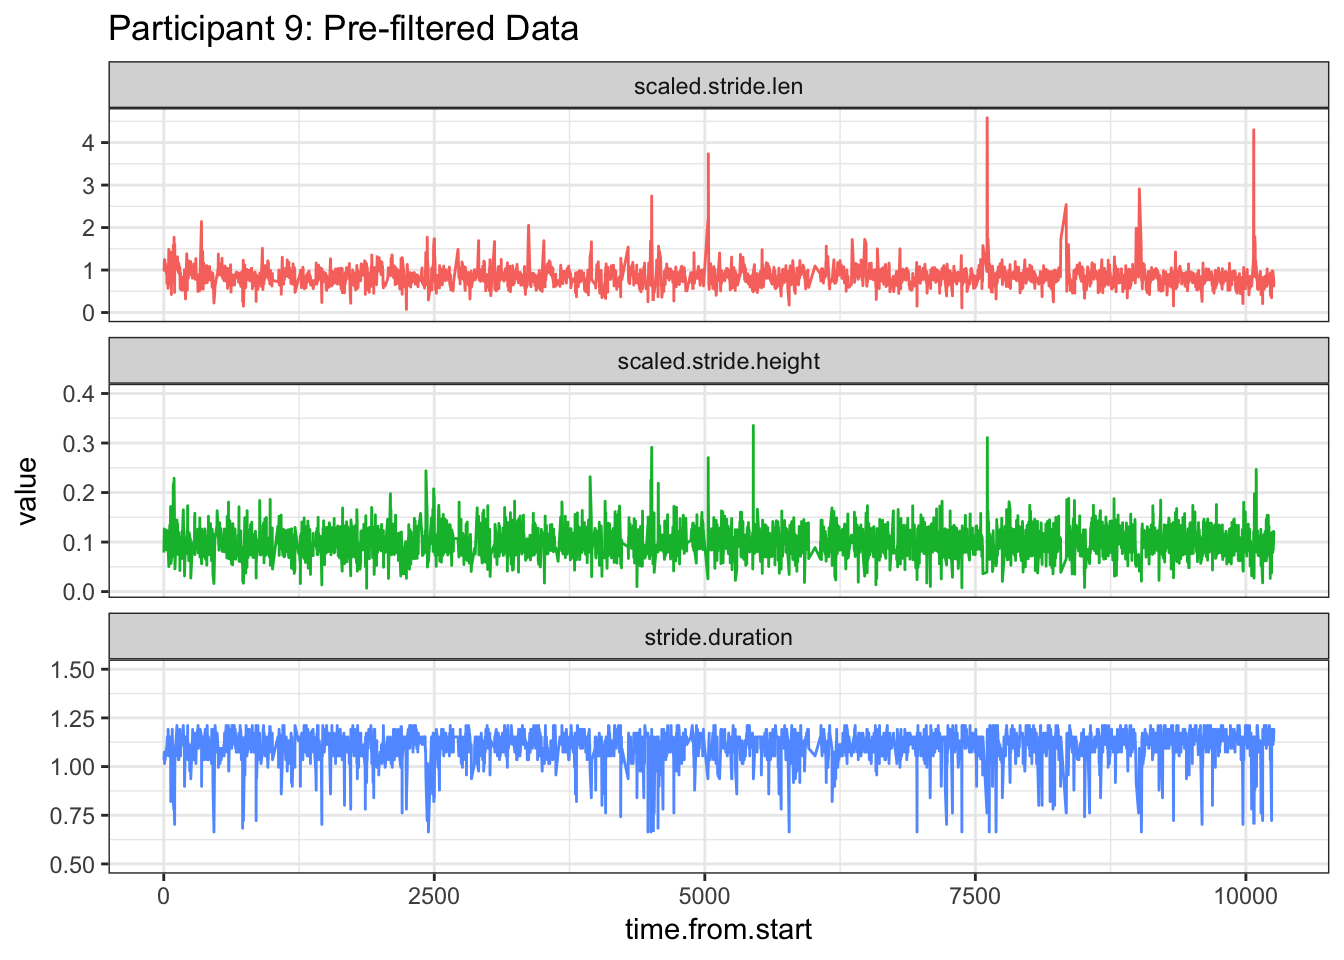 Participant 9: Pre-filtered Data
scaled.stride.len
4
3
2
1
0
scaled.stride.height
0.4
0.3
0.2
0.1
0.0
value
stride.duration
1.50
1.25
1.00
0.75
0.50
0 2500 5000 7500 10000
time.from.start